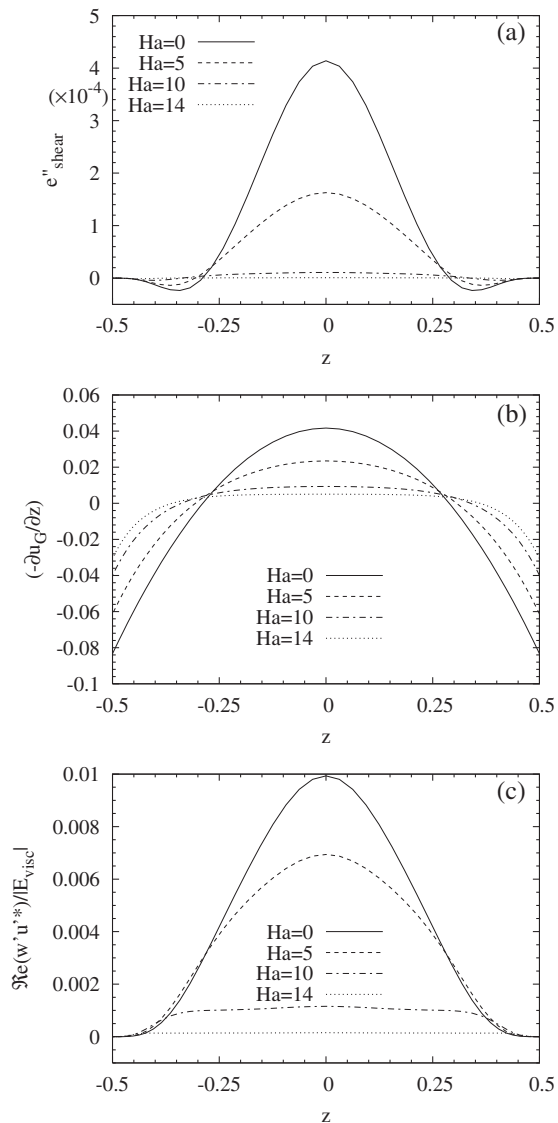 (a)
5
4
3
2
1
0
(×10⁻⁴)
e"shear
Ha=0
Ha=5
Ha=10
Ha=14
-0.5 -0.25 0 0.25 0.5
z
(b)
0.06
0.04
0.02
0
-0.02
-0.04
-0.06
-0.08
-0.1
(-∂u_G/∂z)
Ha=0
Ha=5
Ha=10
Ha=14
-0.5 -0.25 0 0.25 0.5
z
(c)
0.01
0.008
0.006
0.004
0.002
0
ℜe(w'u'*)/|E_visc|
Ha=0
Ha=5
Ha=10
Ha=14
-0.5 -0.25 0 0.25 0.5
z